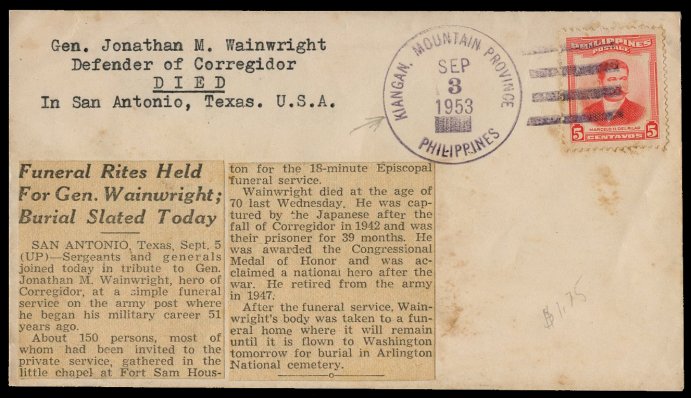 Gen. Jonathan M. Wainwright
Defender of Corregidor
DIED
In San Antonio, Texas. U.S.A.
KIANGAN, MOUNTAIN PROVINCE
SEP
3
1953
PHILIPPINES
PHILIPPINES
POSTAGE
MARCELO H. DEL PILAR
5 CENTAVOS 5
Funeral Rites Held
For Gen. Wainwright;
Burial Slated Today
SAN ANTONIO, Texas, Sept. 5
(UP)—Sergeants and generals
joined today in tribute to Gen.
Jonathan M. Wainwright, hero of
Corregidor, at a simple funeral
service on the army post where
he began his military career 51
years ago.
About 150 persons, most of
whom had been invited to the
private service, gathered in the
little chapel at Fort Sam Hous-
ton for the 18-minute Episcopal
funeral service.
Wainwright died at the age of
70 last Wednesday. He was cap-
tured by the Japanese after the
fall of Corregidor in 1942 and was
their prisoner for 39 months. He
was awarded the Congressional
Medal of Honor and was ac-
claimed a national hero after the
war. He retired from the army
in 1947.
After the funeral service, Wain-
wright's body was taken to a fun-
eral home where it will remain
until it is flown to Washington
tomorrow for burial in Arlington
National cemetery.
$1.75